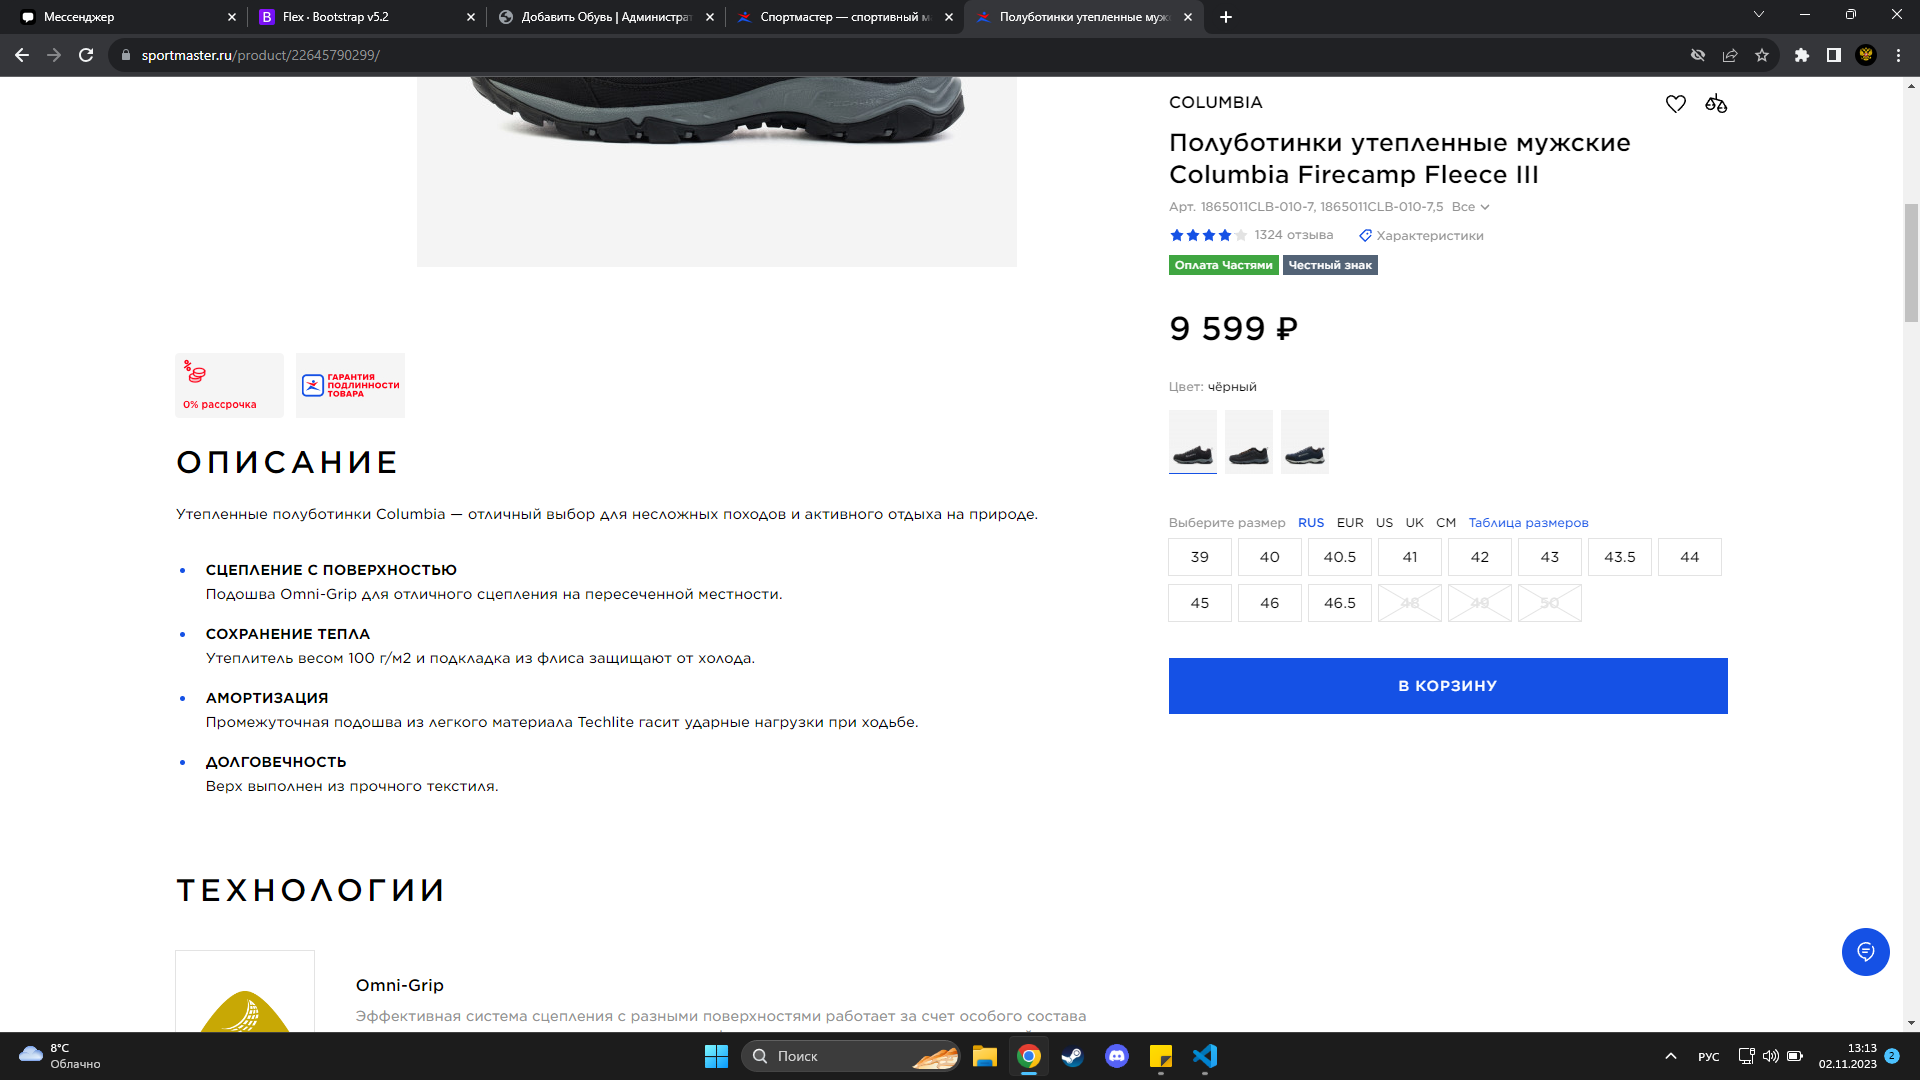 Мессенджер
Flex · Bootstrap v5.2
Добавить Обувь | Администрат
Спортмастер — спортивный м
Полуботинки утепленные муж
sportmaster.ru/product/22645790299/
TECHLITE
COLUMBIA
Полуботинки утепленные мужские
Columbia Firecamp Fleece III
Арт. 1865011CLB-010-7, 1865011CLB-010-7,5 Все
1324 отзыва Характеристики
Оплата Частями Честный знак
9 599 ₽
Цвет: чёрный
Выберите размер RUS EUR US UK CM Таблица размеров
39 40 40.5 41 42 43 43.5 44
45 46 46.5 48 49 50
В КОРЗИНУ
0% рассрочка
ГАРАНТИЯ
ПОДЛИННОСТИ
ТОВАРА
ОПИСАНИЕ
Утепленные полуботинки Columbia — отличный выбор для несложных походов и активного отдыха на природе.
СЦЕПЛЕНИЕ С ПОВЕРХНОСТЬЮ
Подошва Omni-Grip для отличного сцепления на пересеченной местности.
СОХРАНЕНИЕ ТЕПЛА
Утеплитель весом 100 г/м2 и подкладка из флиса защищают от холода.
АМОРТИЗАЦИЯ
Промежуточная подошва из легкого материала Techlite гасит ударные нагрузки при ходьбе.
ДОЛГОВЕЧНОСТЬ
Верх выполнен из прочного текстиля.
ТЕХНОЛОГИИ
Omni-Grip
Эффективная система сцепления с разными поверхностями работает за счет особого состава
8°C
Облачно
Поиск
РУС
13:13
02.11.2023
2